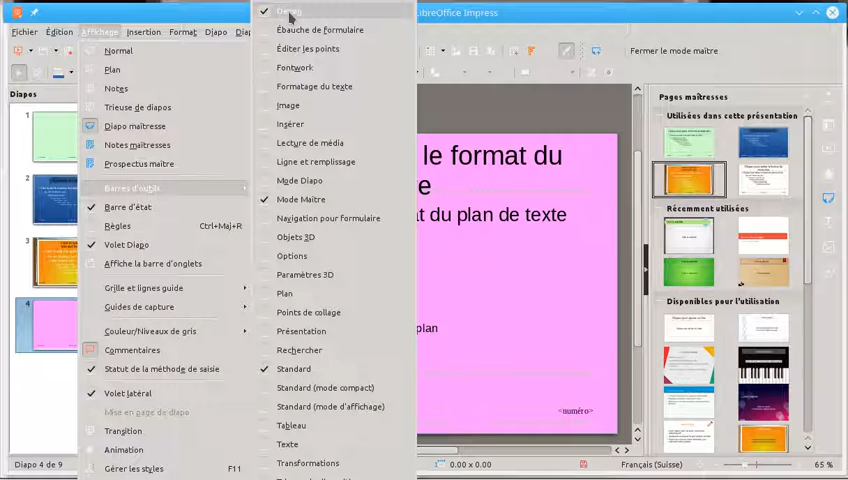 LibreOffice Impress
Fichier Édition Affichage Insertion Format Diapo
Fermer le mode maître
Normal
Plan
Notes
Trieuse de diapos
Diapo maîtresse
Notes maîtresses
Prospectus maître
Barres d'outils
Barre d'état
Règles Ctrl+Maj+R
Volet Diapo
Affiche la barre d'onglets
Grille et lignes guide
Guides de capture
Couleur/Niveaux de gris
Commentaires
Statut de la méthode de saisie
Volet latéral
Mise en page de diapo
Transition
Animation
Gérer les styles F11
Dessin
Ébauche de formulaire
Éditer les points
Fontwork
Formatage du texte
Image
Insérer
Lecture de média
Ligne et remplissage
Mode Diapo
Mode Maître
Navigation pour formulaire
Objets 3D
Options
Paramètres 3D
Plan
Points de collage
Présentation
Rechercher
Standard
Standard (mode compact)
Standard (mode d'affichage)
Tableau
Texte
Transformations
Diapos
1
2
3
4
le format du
re
at du plan de texte
plan
<numéro>
Pages maîtresses
Utilisées dans cette présentation
Récemment utilisées
Disponibles pour l'utilisation
Diapo 4 de 9
0.00 x 0.00
Français (Suisse)
65 %